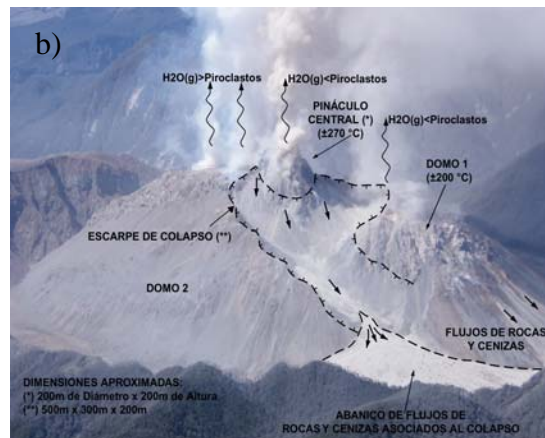 b)
H2O(g)>Piroclastos
H2O(g)<Piroclastos
PINÁCULO
CENTRAL (*)
(±270 °C)
H2O(g)<Piroclastos
DOMO 1
(±200 °C)
ESCARPE DE COLAPSO (**)
DOMO 2
FLUJOS DE ROCAS
Y CENIZAS
DIMENSIONES APROXIMADAS:
(*) 200m de Diámetro x 200m de Altura
(**) 500m x 300m x 200m
ABANICO DE FLUJOS DE
ROCAS Y CENIZAS ASOCIADOS AL COLAPSO